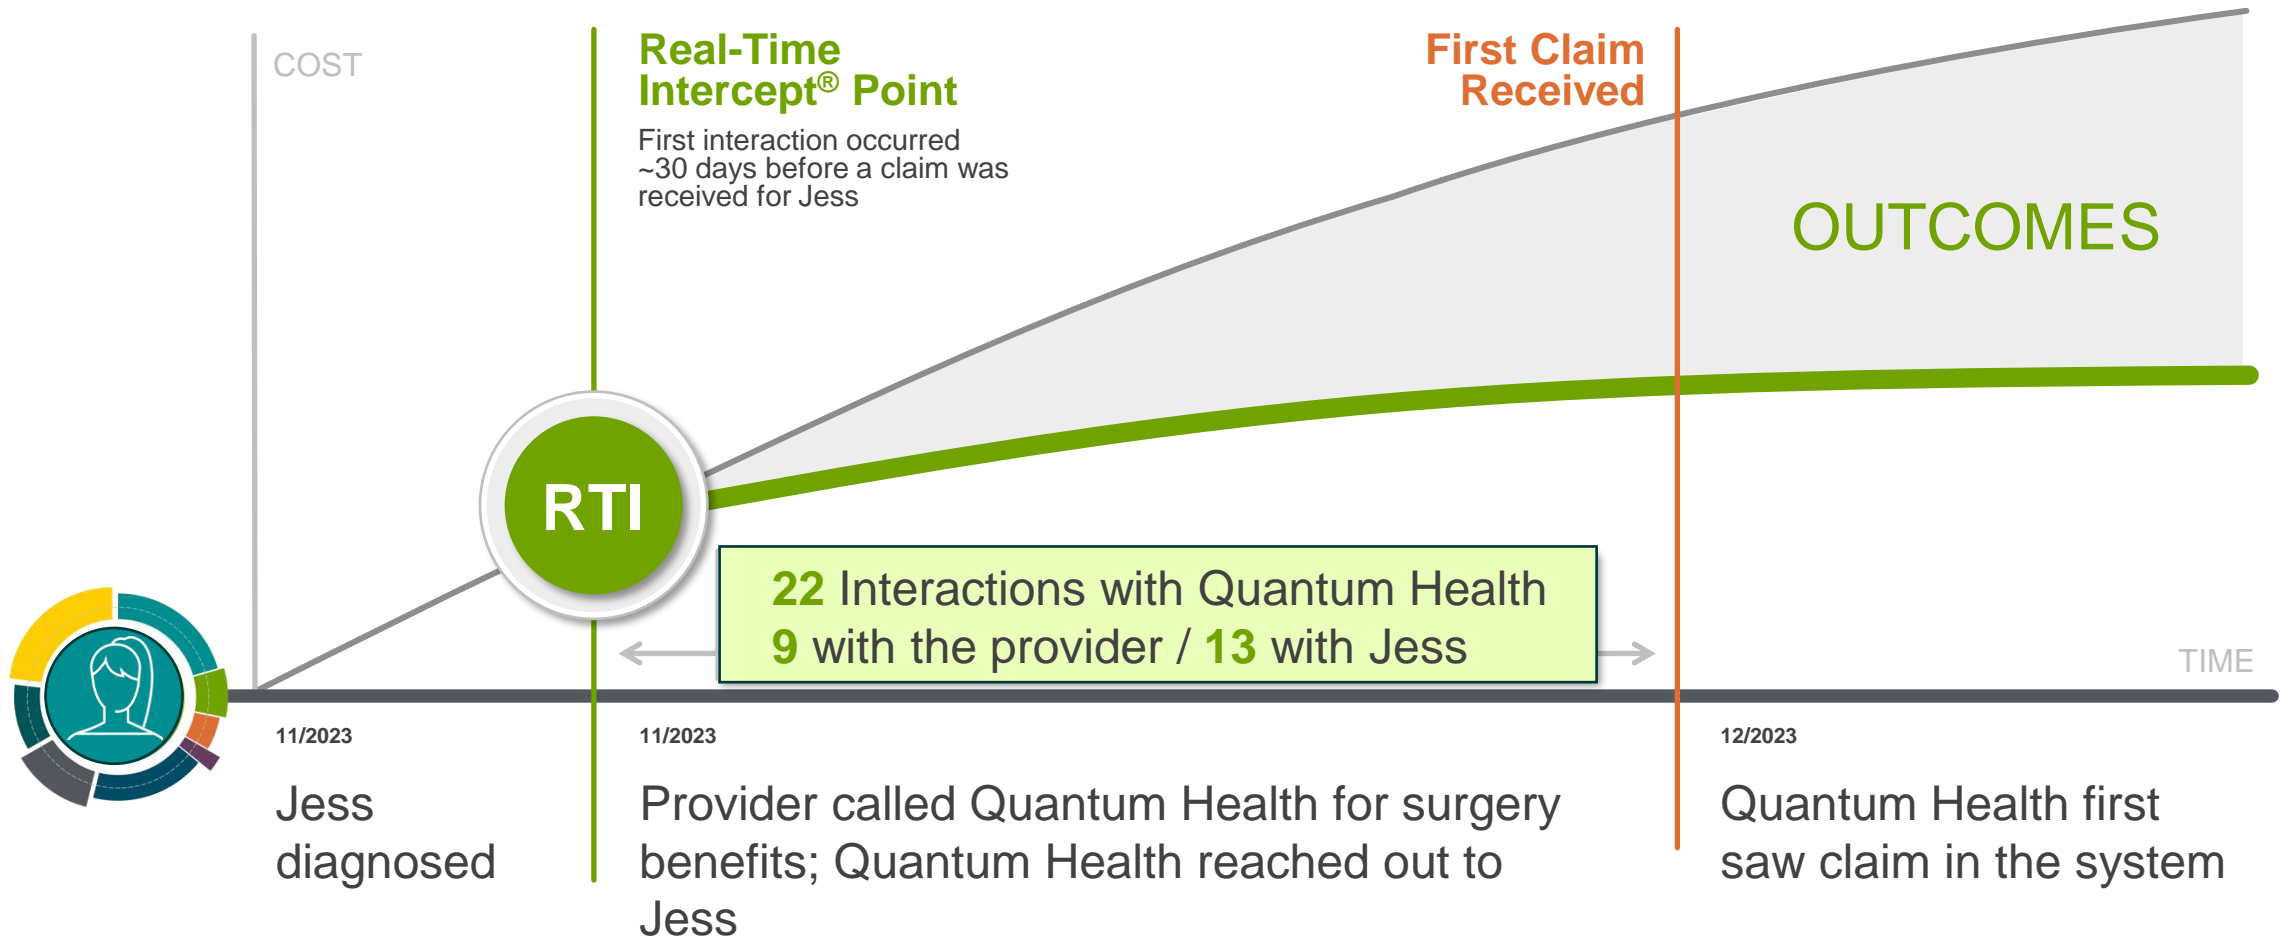 COST
Real-Time
Intercept® Point
First interaction occurred
~30 days before a claim was
received for Jess
First Claim
Received
OUTCOMES
RTI
22 Interactions with Quantum Health
9 with the provider / 13 with Jess
TIME
11/2023
Jess
diagnosed
11/2023
Provider called Quantum Health for surgery
benefits; Quantum Health reached out to
Jess
12/2023
Quantum Health first
saw claim in the system